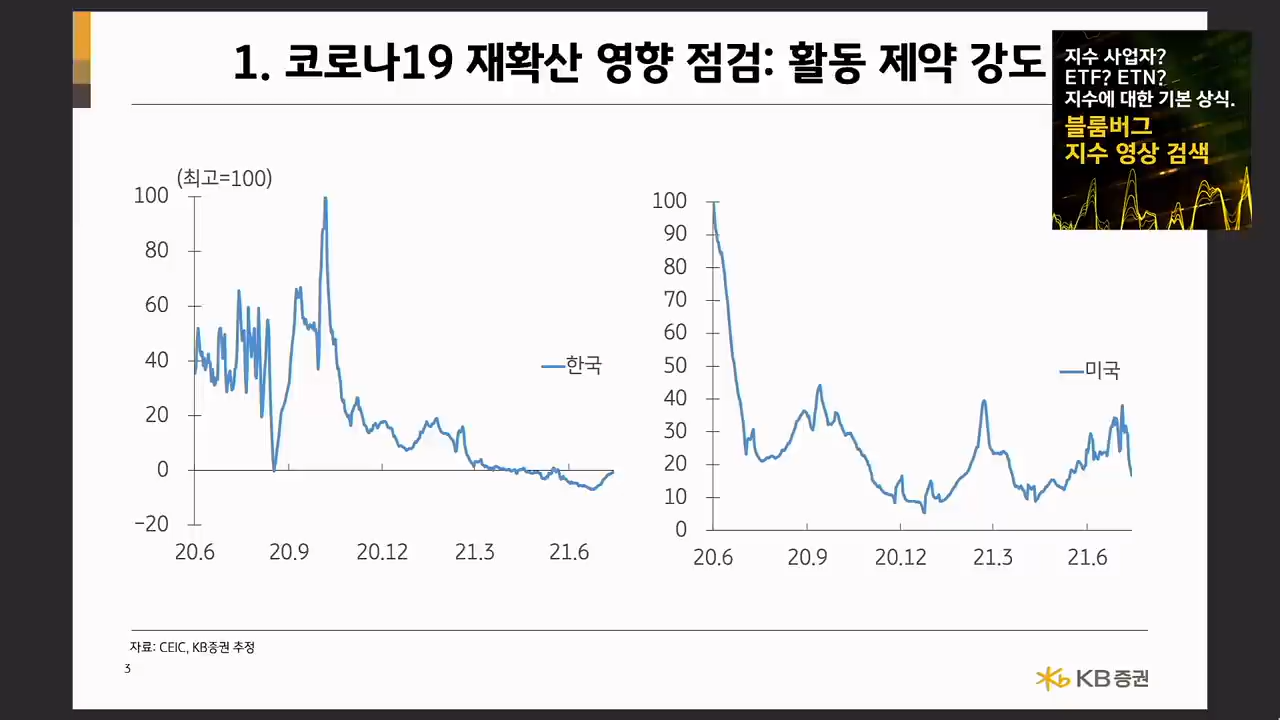 1. 코로나19 재확산 영향 점검: 활동 제약 강도
지수 사업자?
ETF? ETN?
지수에 대한 기본 상식.
블룸버그
지수 영상 검색
(최고=100)
100
80
60
40
20
0
-20
20.6 20.9 20.12 21.3 21.6
한국
100
90
80
70
60
50
40
30
20
10
0
20.6 20.9 20.12 21.3 21.6
미국
자료: CEIC, KB증권 추정
3
KB증권